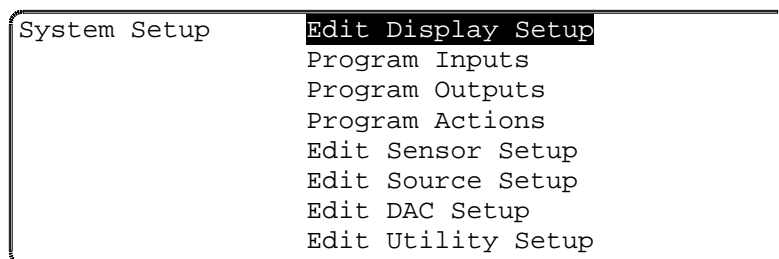 System Setup Edit Display Setup
Program Inputs
Program Outputs
Program Actions
Edit Sensor Setup
Edit Source Setup
Edit DAC Setup
Edit Utility Setup